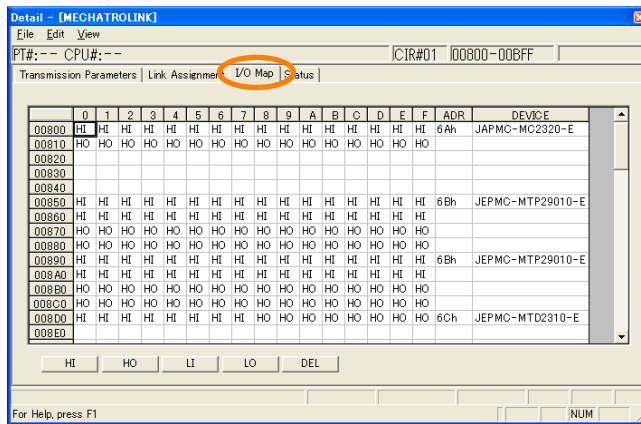 Detail - [MECHATROLINK]
File Edit View
PT#:-- CPU#:-- CIR#01 00800-00BFF
Transmission Parameters Link Assignment I/O Map Status
0 1 2 3 4 5 6 7 8 9 A B C D E F ADR DEVICE
00800 HI HI HI HI HI HI HI HI HI HI HI HI HI HI HI HI 6Ah JAPMC-MC2320-E
00810 HO HO HO HO HO HO HO HO HO HO HO HO HO HO HO HO
00820
00830
00840
00850 HI HI HI HI HI HI HI HI HI HI HI HI HI HI HI HI 6Bh JEPMC-MTP29010-E
00860 HI HI HI HI HI HI HI HI HI HI HI HI HI HI HI HI
00870 HO HO HO HO HO HO HO HO HO HO HO HO HO HO HO HO
00880 HO HO HO HO HO HO HO HO HO HO HO HO HO HO HO HO
00890 HI HI HI HI HI HI HI HI HI HI HI HI HI HI HI HI 6Bh JEPMC-MTP29010-E
008A0 HI HI HI HI HI HI HI HI HI HI HI HI HI HI HI HI
008B0 HO HO HO HO HO HO HO HO HO HO HO HO HO HO HO HO
008C0 HO HO HO HO HO HO HO HO HO HO HO HO HO HO HO HO
008D0 HI HI HI HI HI HI HI HI HO HO HO HO HO HO HO HO 6Ch JEPMC-MTD2310-E
008E0
HI HO LI LO DEL
For Help, press F1 NUM